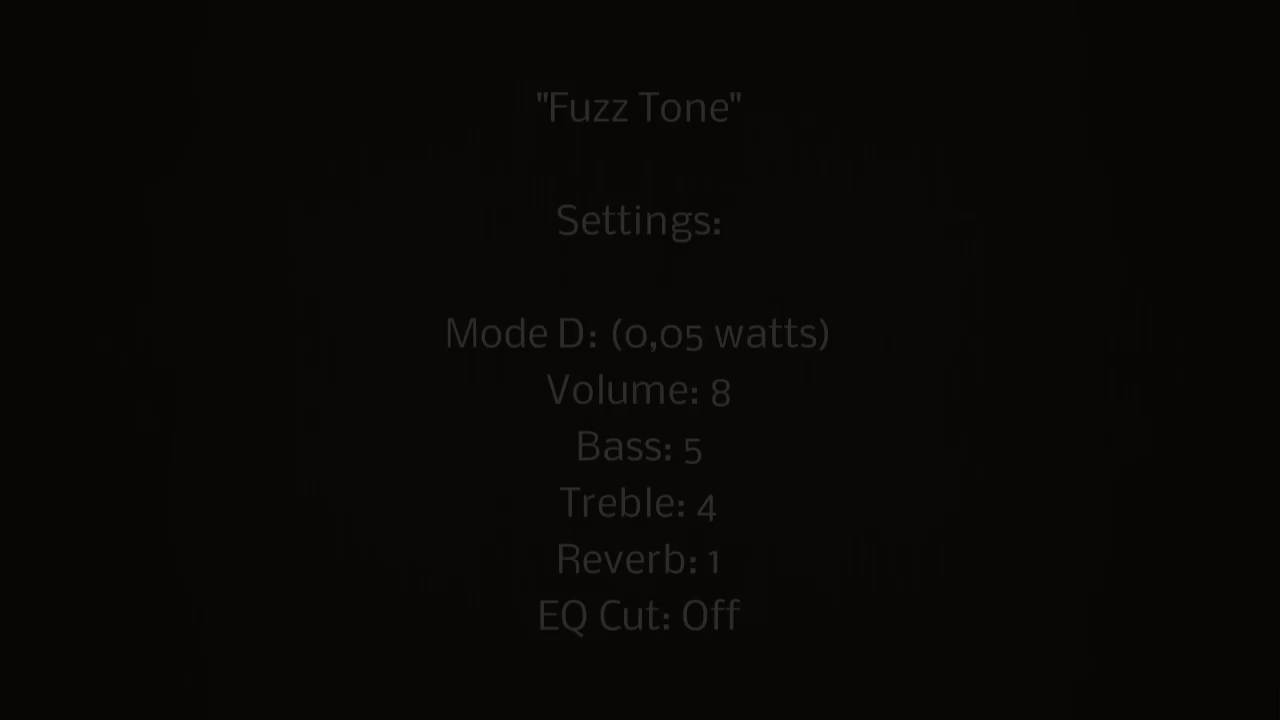 "Fuzz Tone"
Settings:
Mode D: (0,05 watts)
Volume: 8
Bass: 5
Treble: 4
Reverb: 1
EQ Cut: Off